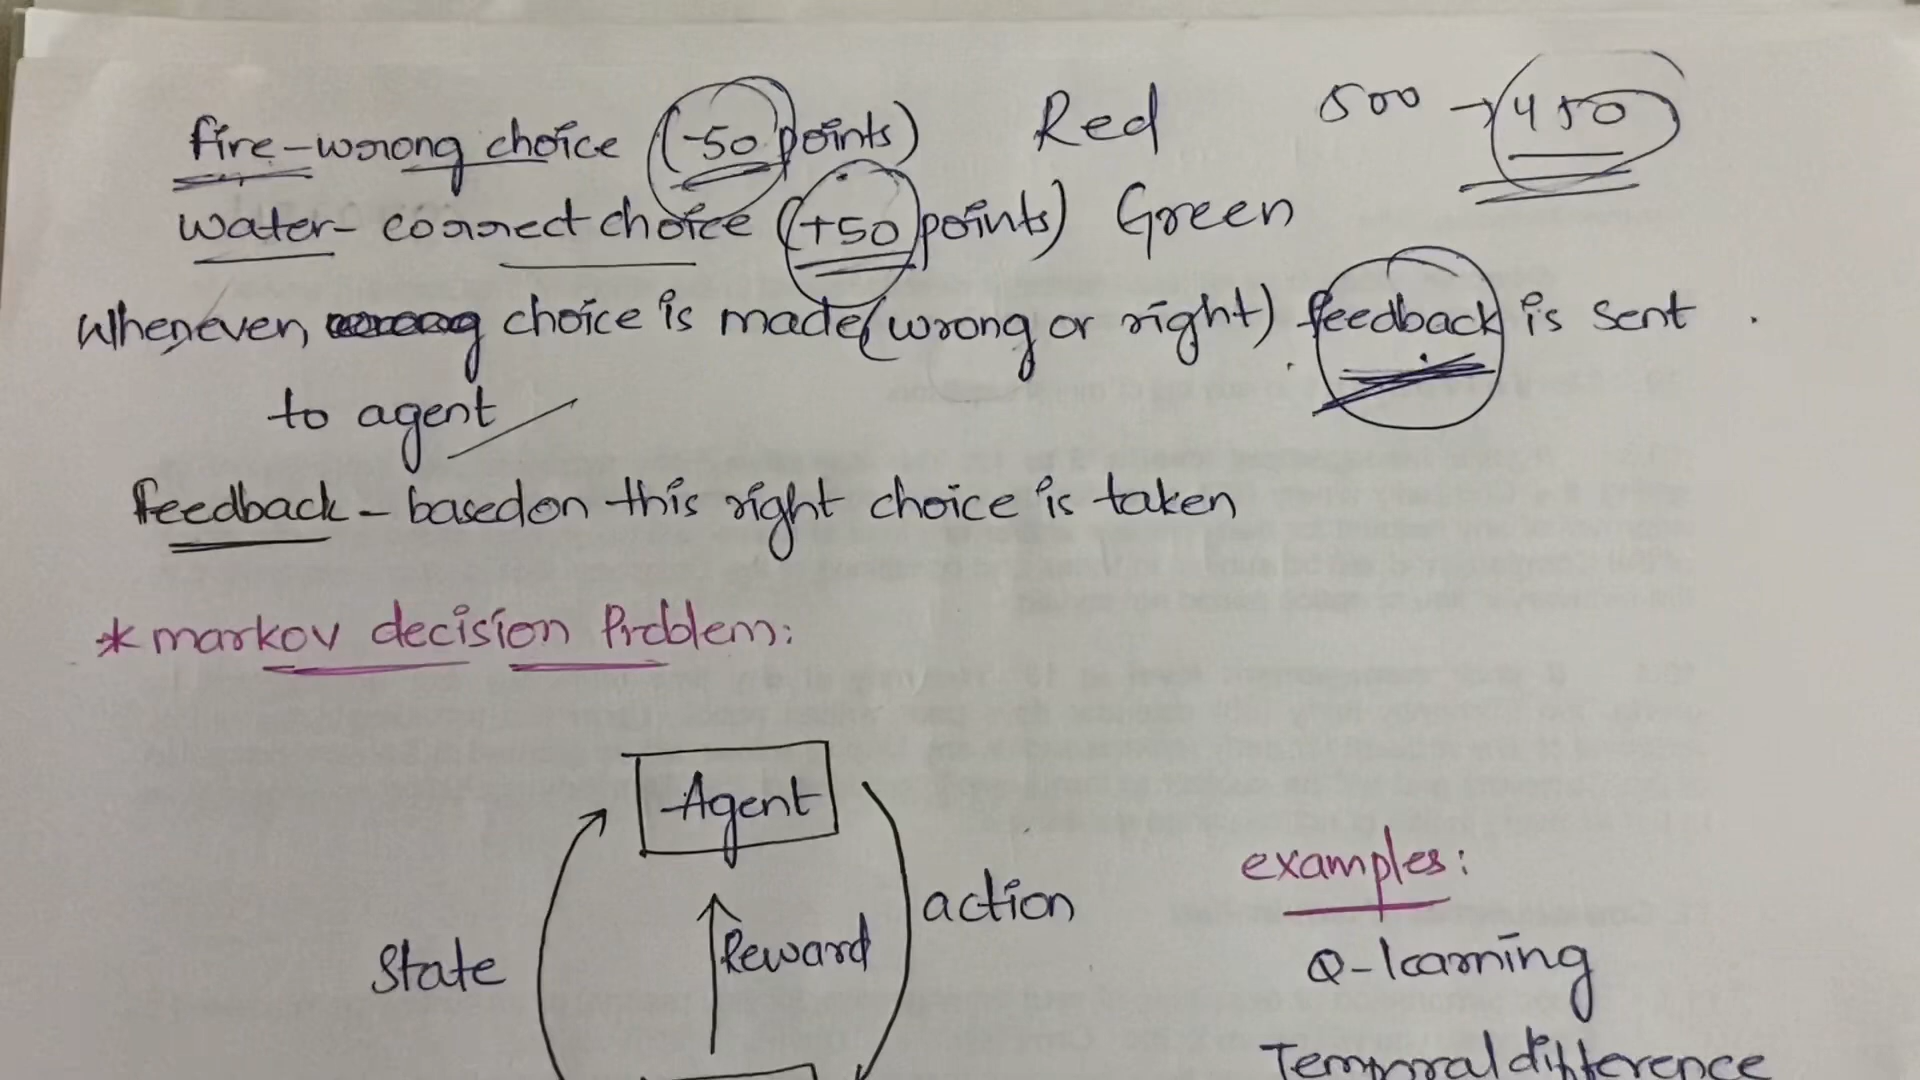 fire-wrong choice (-50 points) Red 500 → 450
water- correct choice (+50 points) Green
Whenever, choice is made (wrong or right) feedback is sent
to agent
feedback - based on this right choice is taken
* markov decision Problem:
Agent
action
Reward
State
examples:
Q-learning
Temporal difference